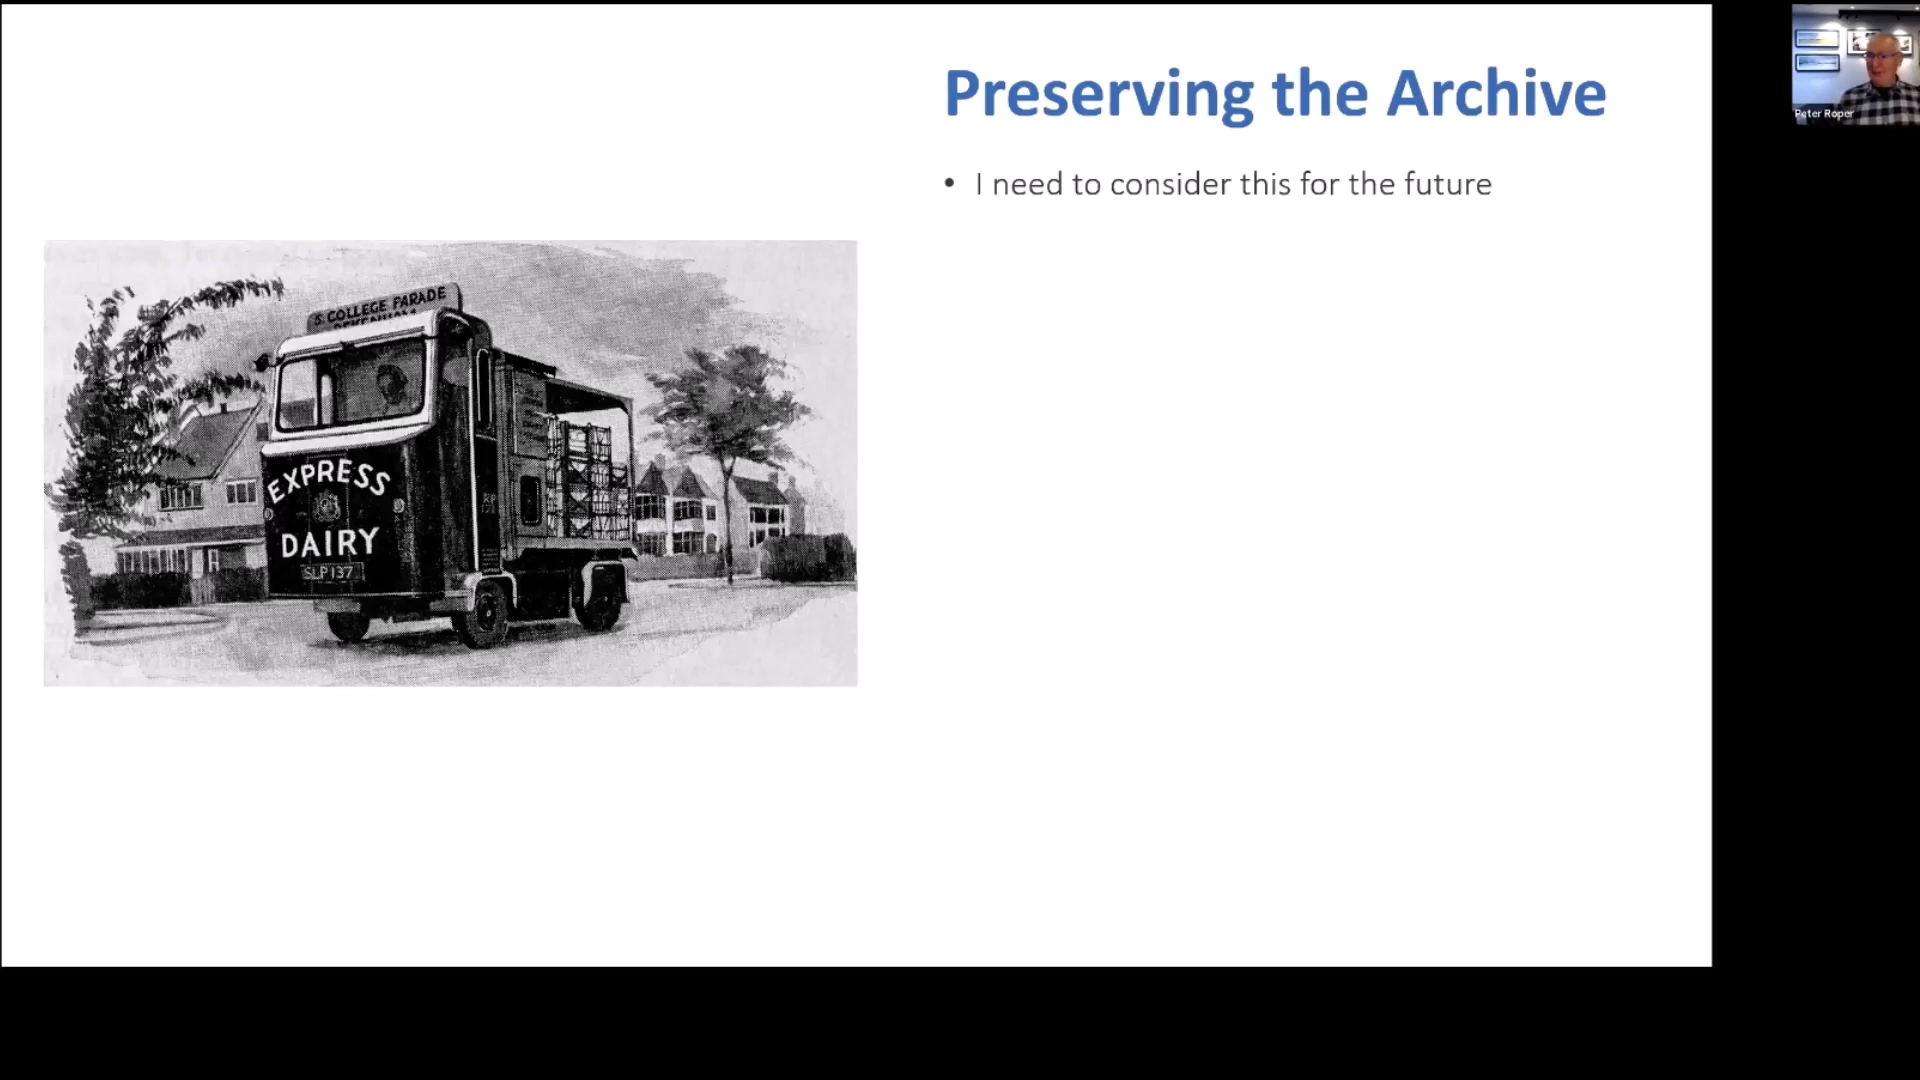 Preserving the Archive
• I need to consider this for the future
COLLEGE PARADE
EXPRESS
DAIRY
SLP 137
Peter Roper